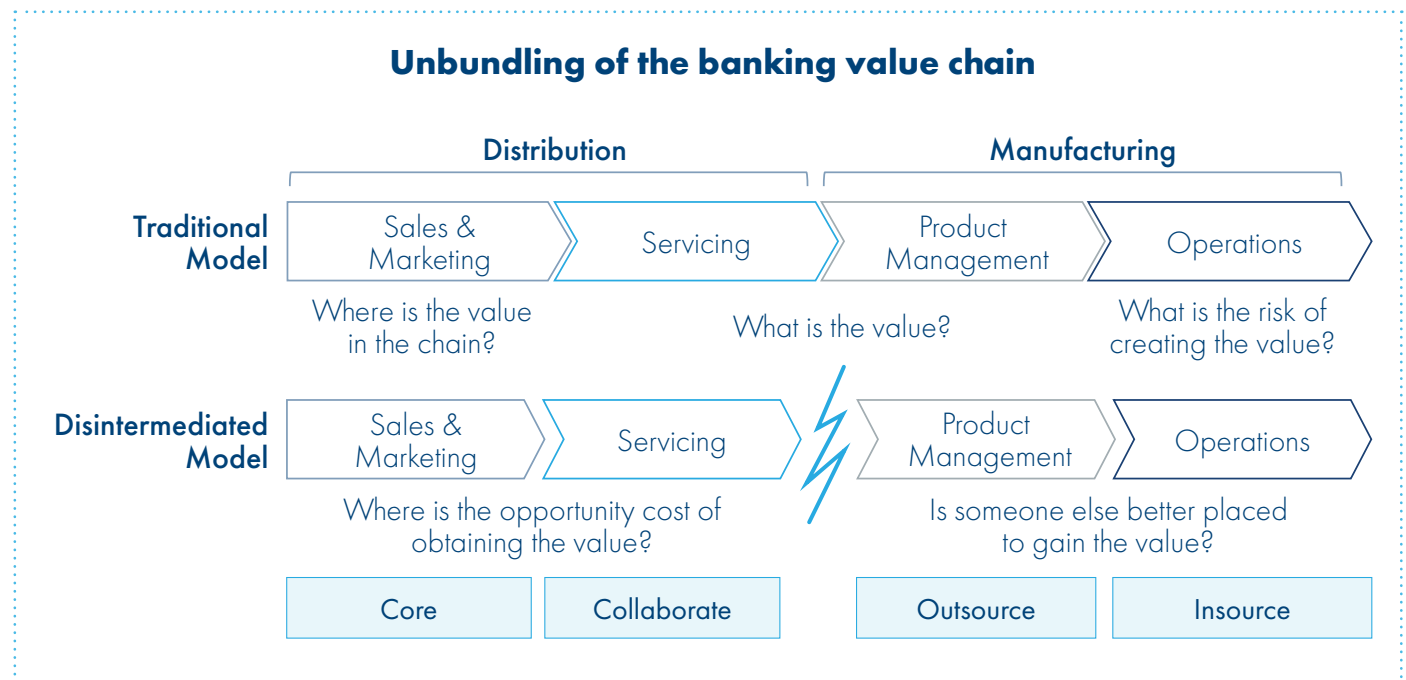 Unbundling of the banking value chain
Distribution
Manufacturing
Traditional
Model
Sales &
Marketing
Servicing
Product
Management
Operations
Where is the value
in the chain?
What is the value?
What is the risk of
creating the value?
Disintermediated
Model
Sales &
Marketing
Servicing
Product
Management
Operations
Where is the opportunity cost of
obtaining the value?
Is someone else better placed
to gain the value?
Core
Collaborate
Outsource
Insource